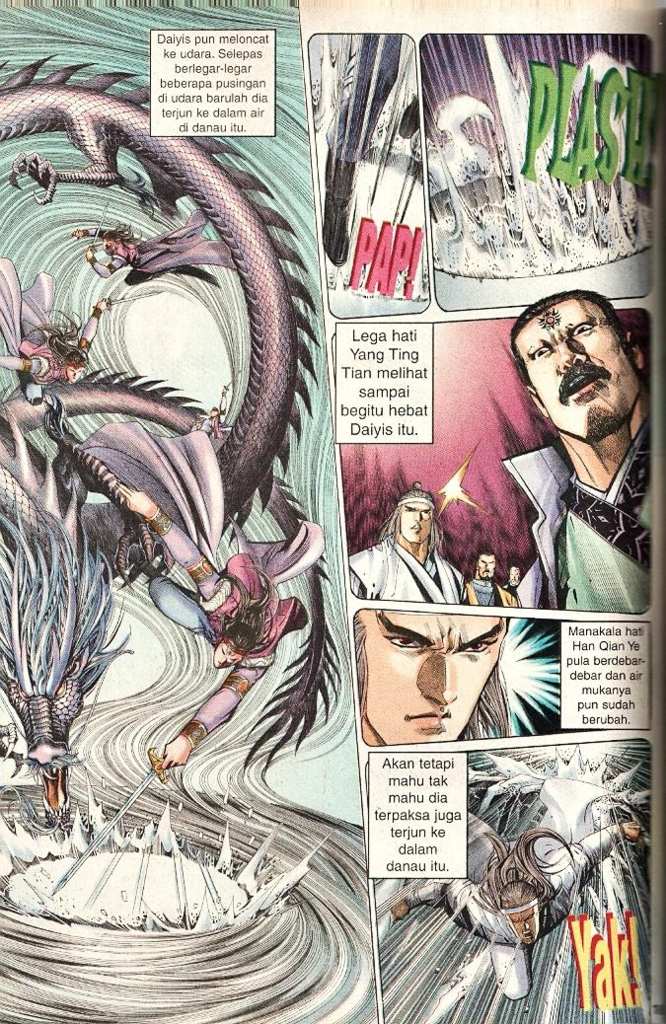 Daiyis pun meloncat
ke udara. Selepas
berlegar-legar
beberapa pusingan
di udara barulah dia
terjun ke dalam air
di danau itu.
PAP!
PLASH
Lega hati
Yang Ting
Tian melihat
sampai
begitu hebat
Daiyis itu.
Manakala hati
Han Qian Ye
pula berdebar-
debar dan air
mukanya
pun sudah
berubah.
Akan tetapi
mahu tak
mahu dia
terpaksa juga
terjun ke
dalam
danau itu.
Yak!